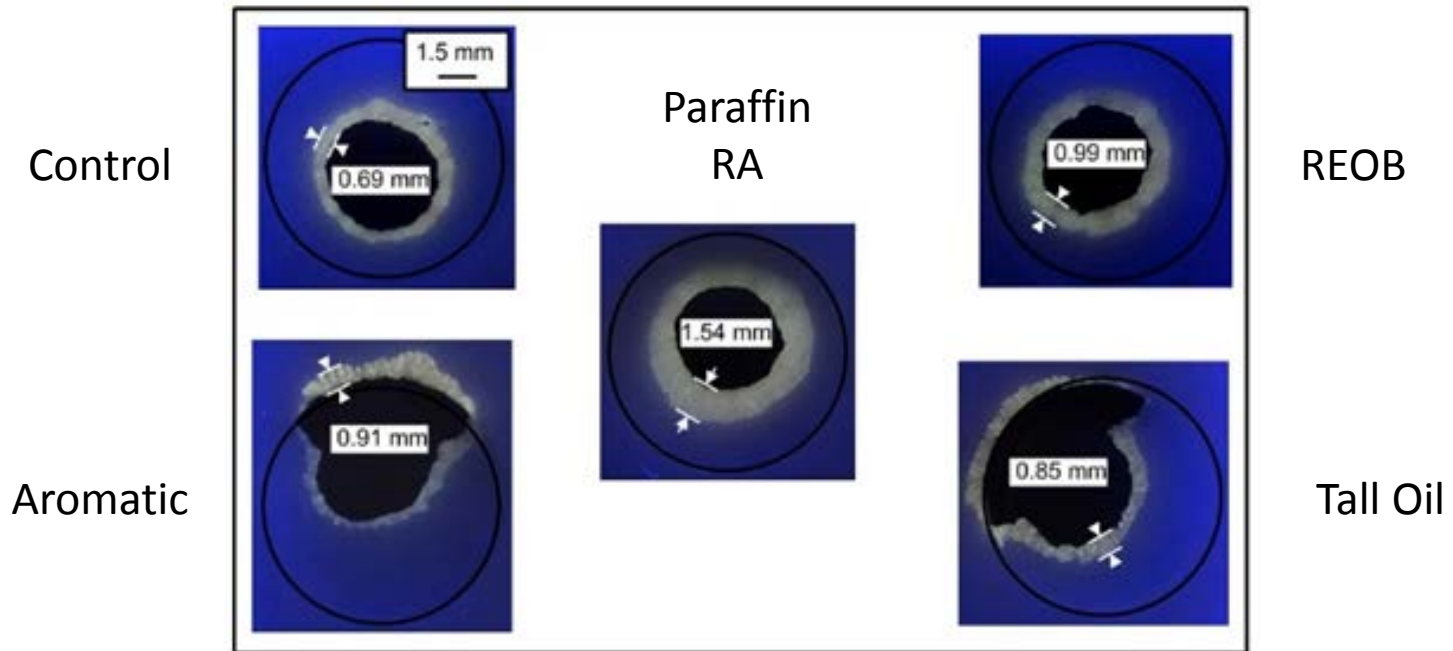 Control
1.5 mm
0.69 mm
Paraffin
RA
1.54 mm
0.99 mm
REOB
Aromatic
0.91 mm
0.85 mm
Tall Oil